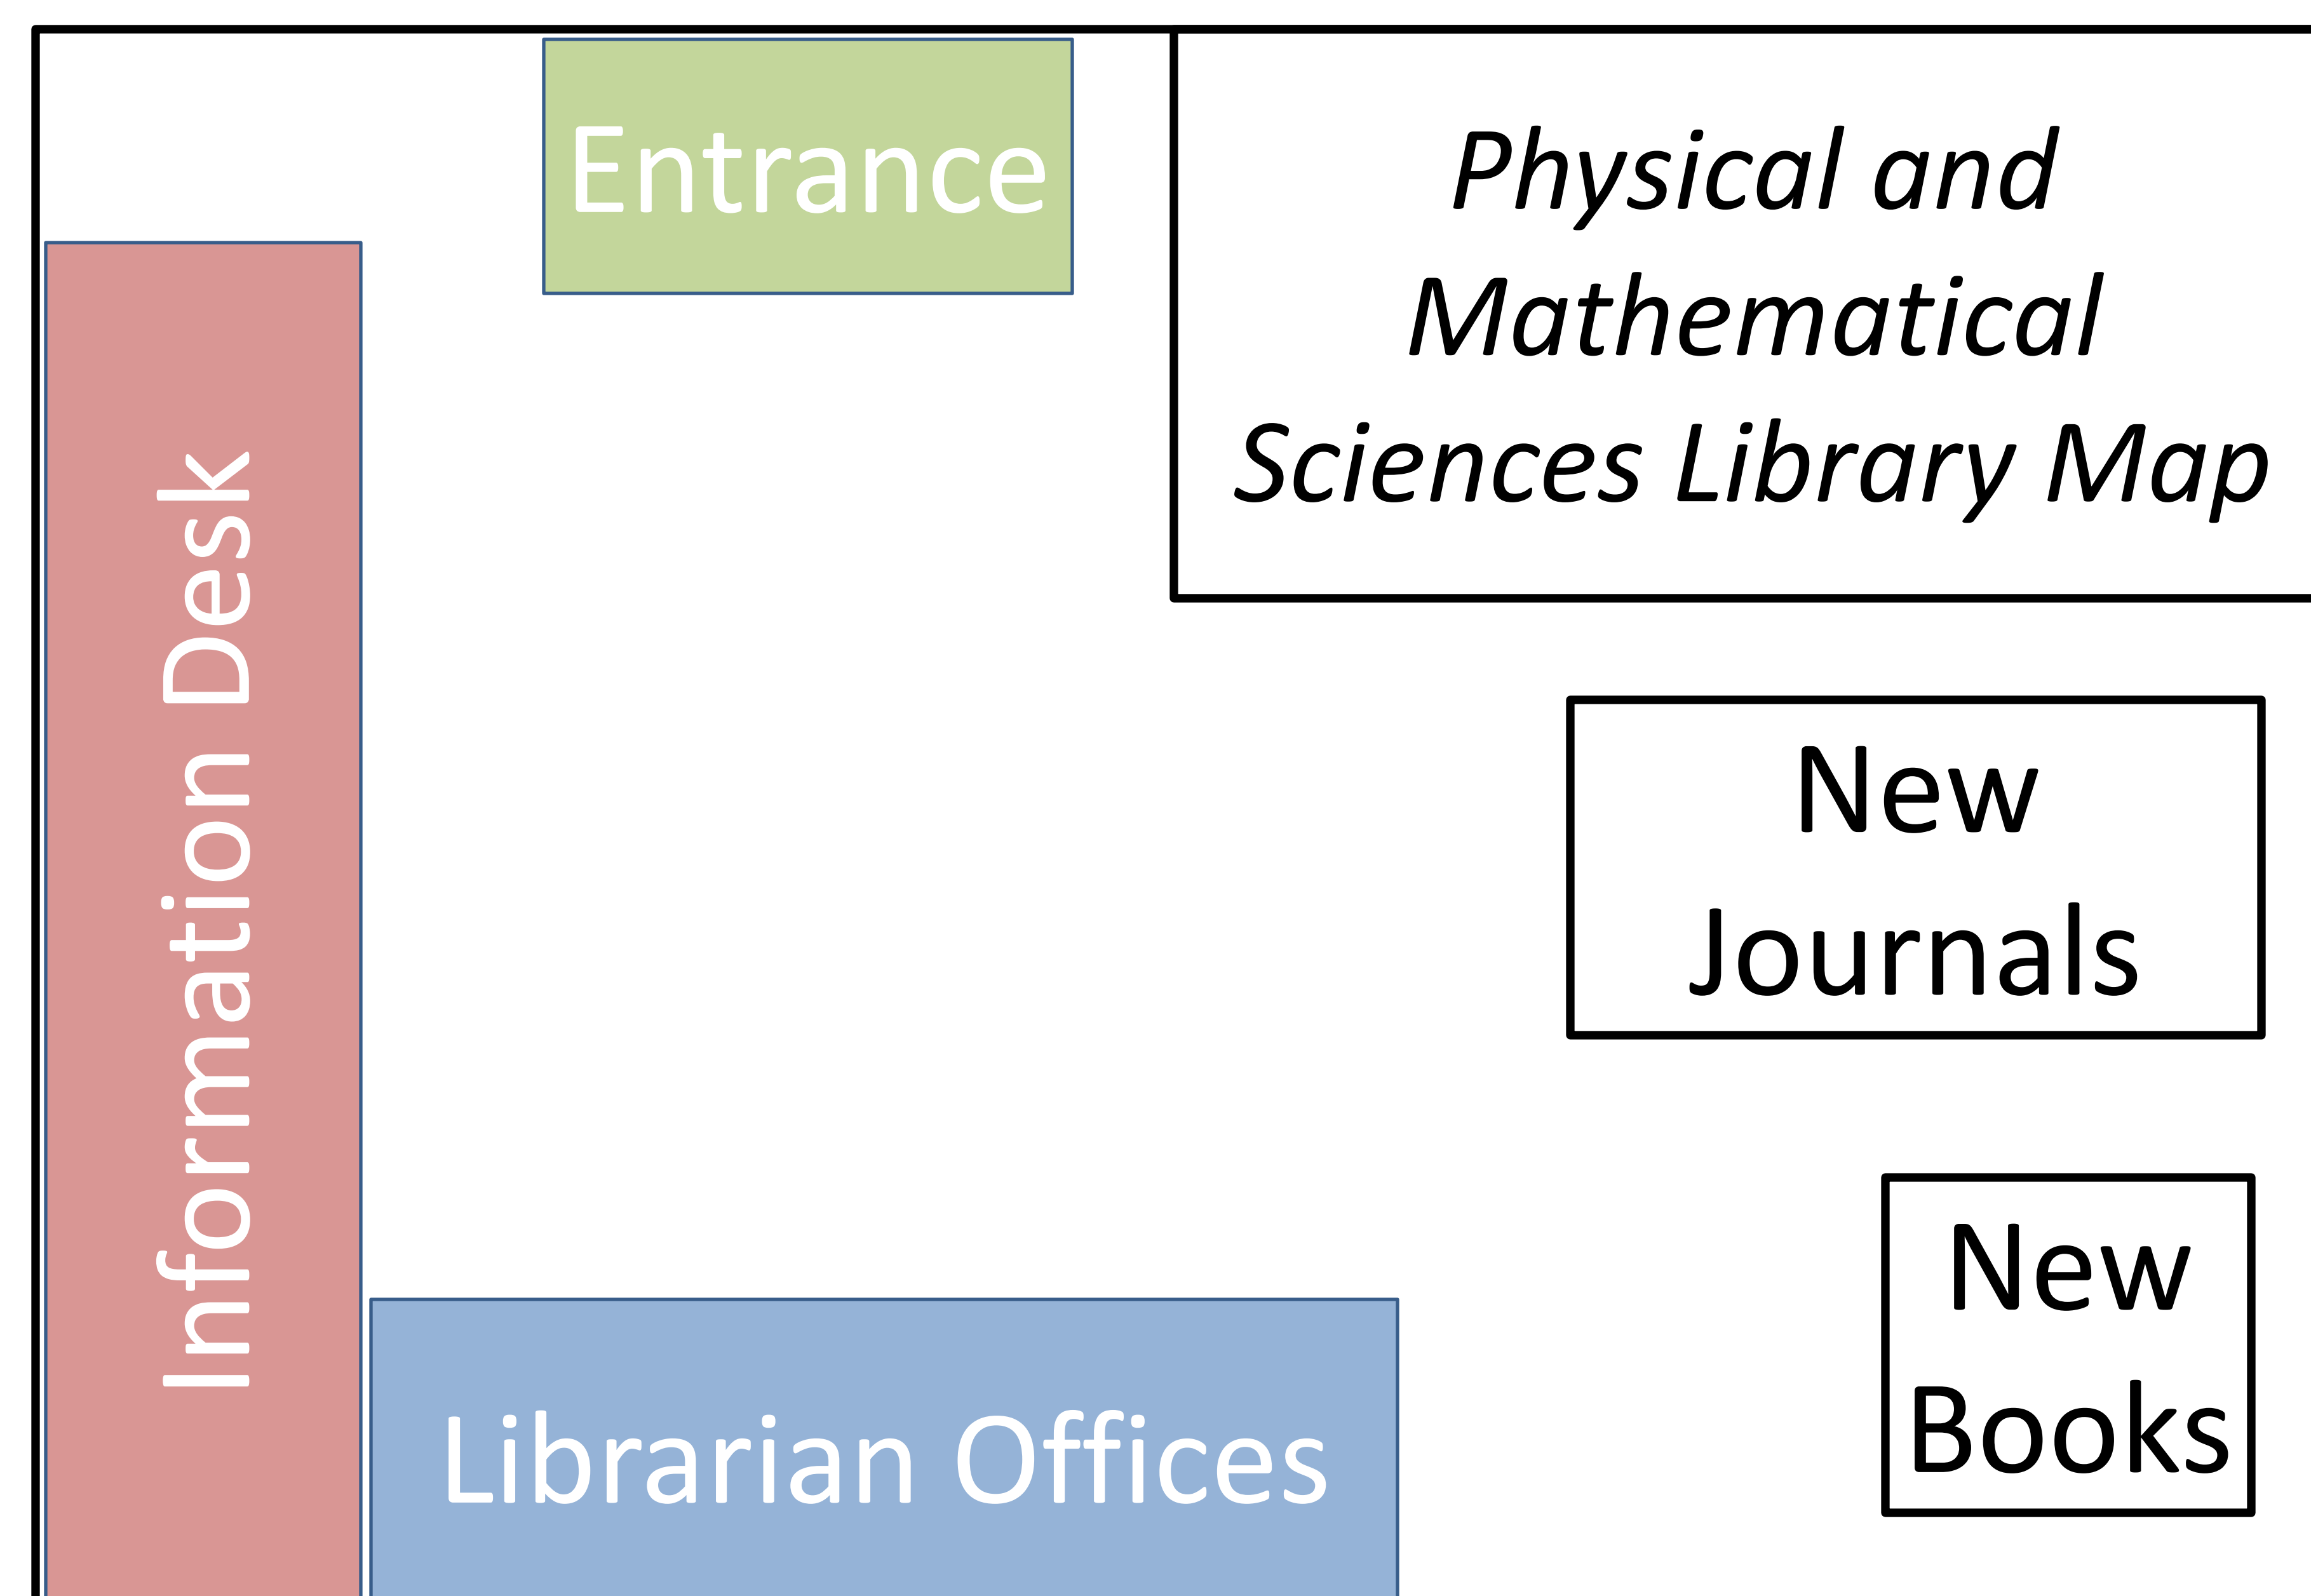 Entrance
Physical and
Mathematical
Sciences Library Map
Information Desk
New
Journals
New
Books
Librarian Offices